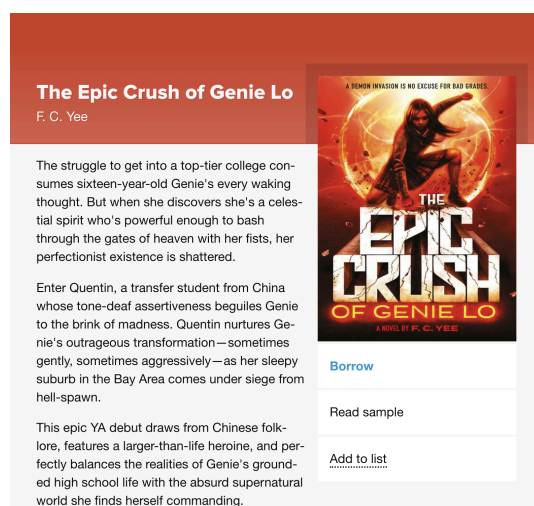 The Epic Crush of Genie Lo
F. C. Yee
The struggle to get into a top-tier college con-
sumes sixteen-year-old Genie's every waking
thought. But when she discovers she's a celes-
tial spirit who's powerful enough to bash
through the gates of heaven with her fists, her
perfectionist existence is shattered.
Enter Quentin, a transfer student from China
whose tone-deaf assertiveness beguiles Genie
to the brink of madness. Quentin nurtures Ge-
nie's outrageous transformation—sometimes
gently, sometimes aggressively—as her sleepy
suburb in the Bay Area comes under siege from
hell-spawn.
This epic YA debut draws from Chinese folk-
lore, features a larger-than-life heroine, and per-
fectly balances the realities of Genie's ground-
ed high school life with the absurd supernatural
world she finds herself commanding.
A DEMON INVASION IS NO EXCUSE FOR BAD GRADES.
THE
EPIC
CRUSH
OF GENIE LO
A NOVEL BY F. C. YEE
Borrow
Read sample
Add to list